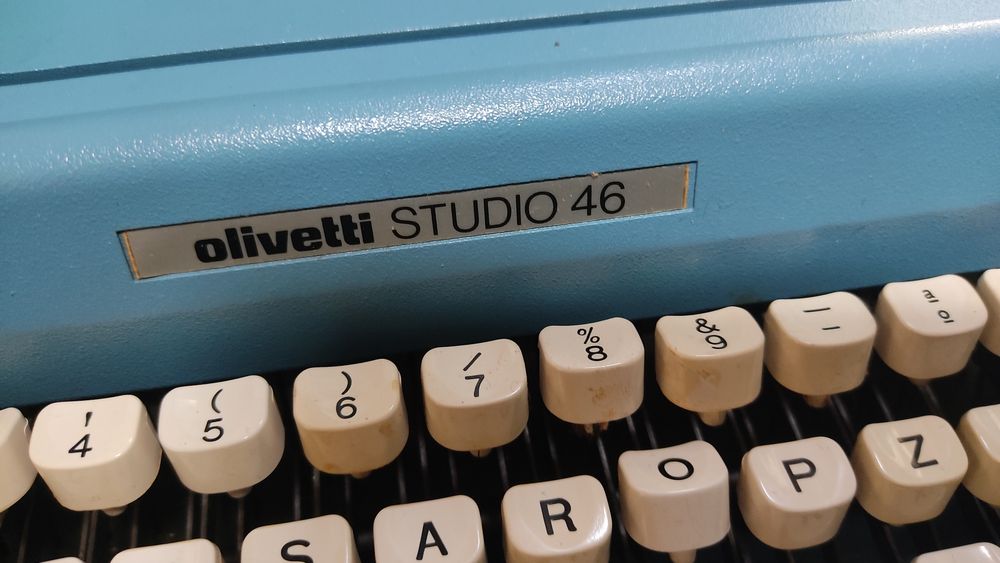 olivetti STUDIO 46
' ( ) / % & —
4 5 6 7 8 9 -
S A R O P Z